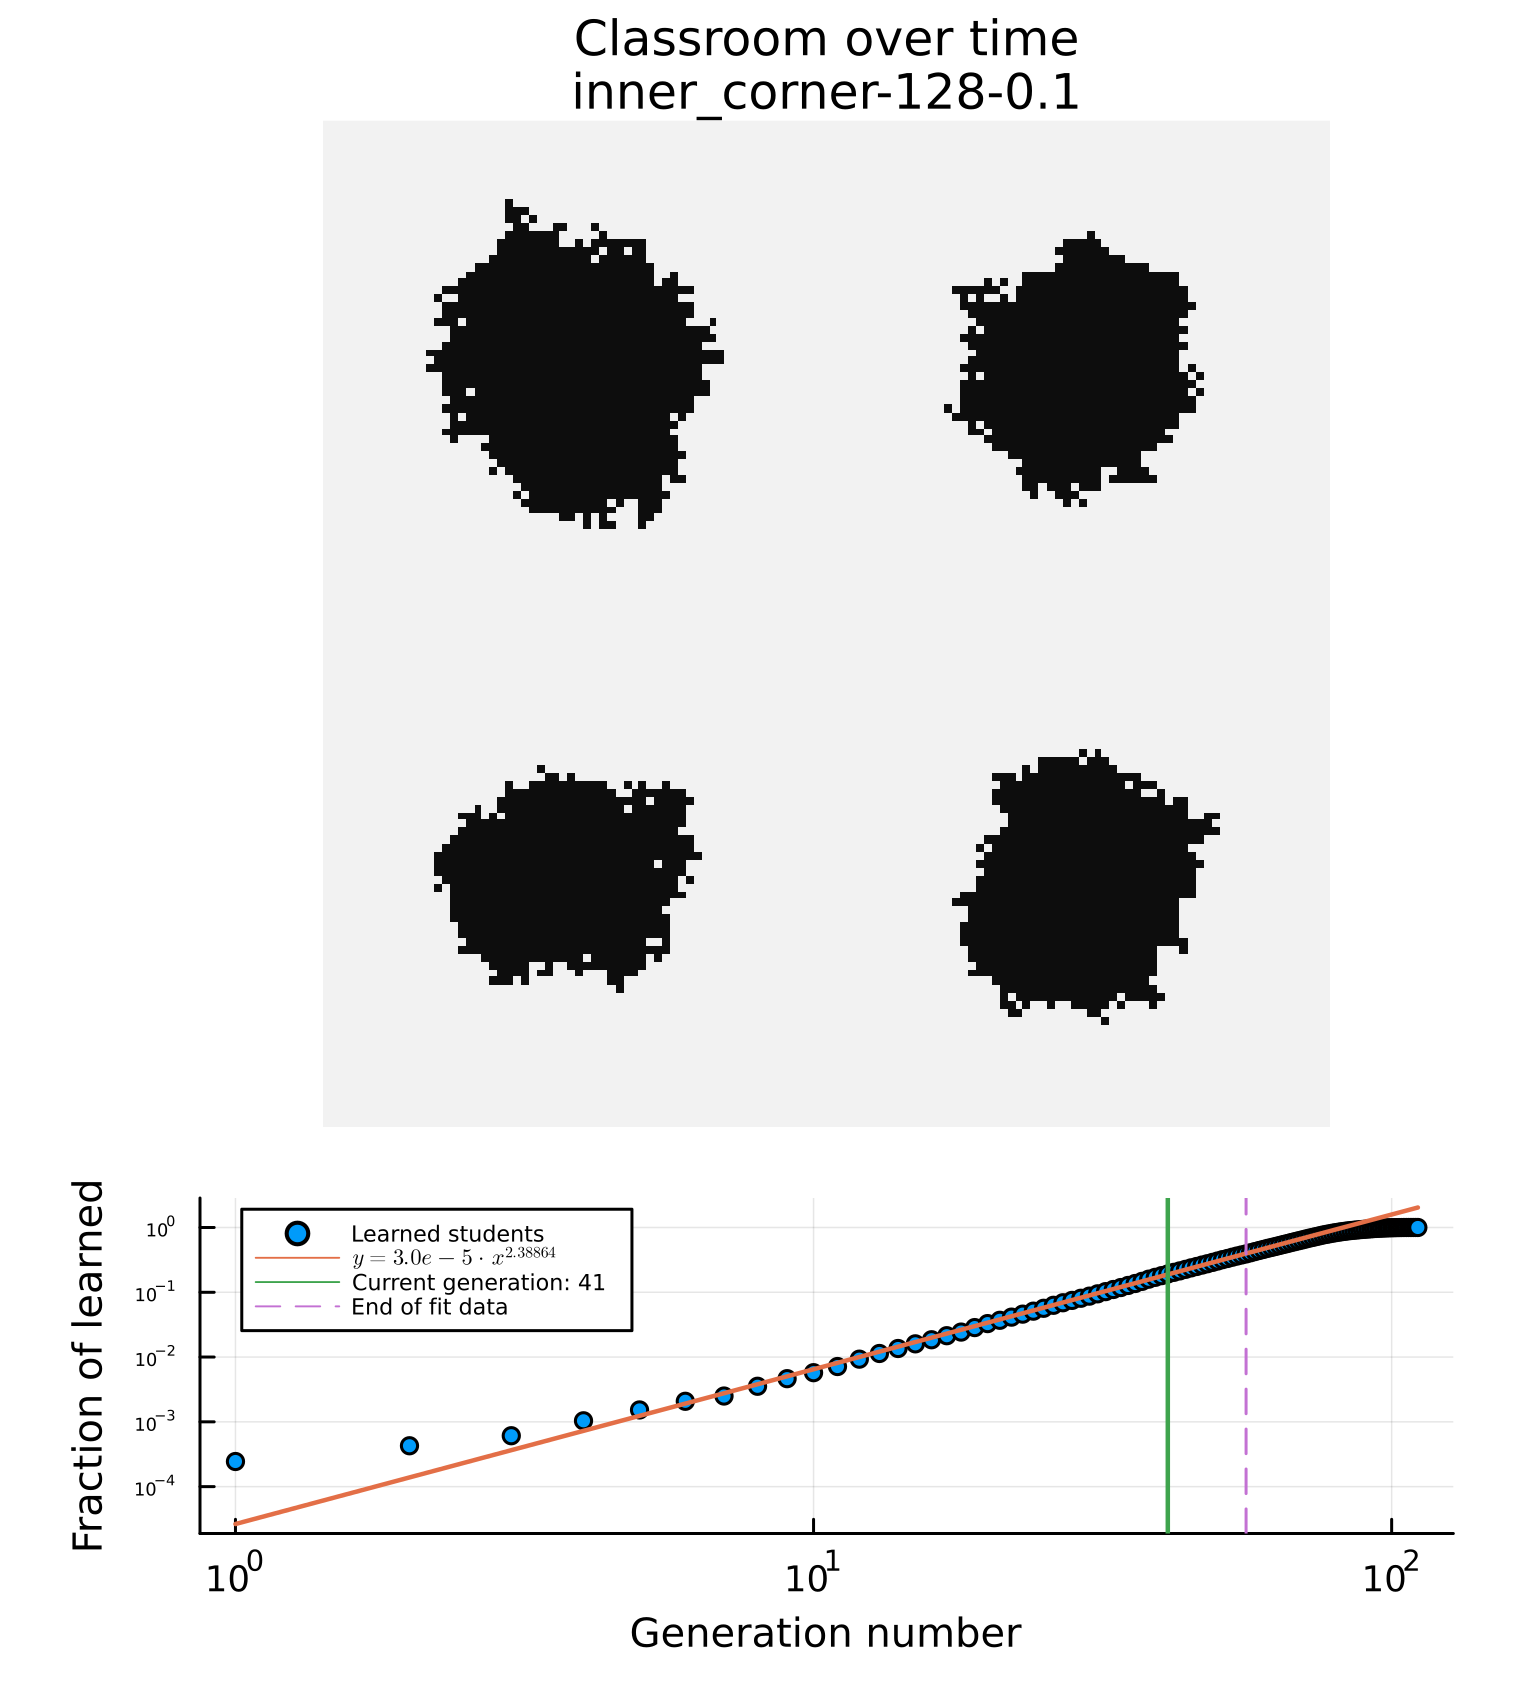 Classroom over time
inner_corner-128-0.1
Fraction of learned
10^0
10^-1
10^-2
10^-3
10^-4
Learned students
y = 3.0e − 5 · x^2.38864
Current generation: 41
End of fit data
10^0 10^1 10^2
Generation number